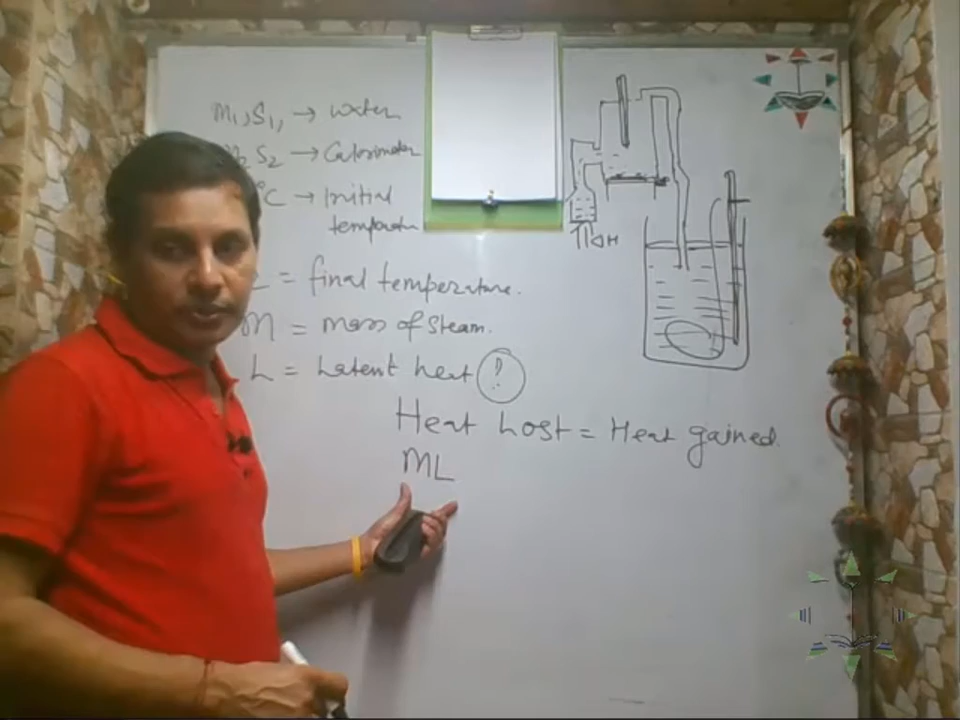 M₁, S₁, → water
S₂ → Calorimeter
°C → Initial
temperature
= final temperature.
M = mass of steam.
L = Latent heat ?
Heat Lost = Heat gained
ML
ΔH